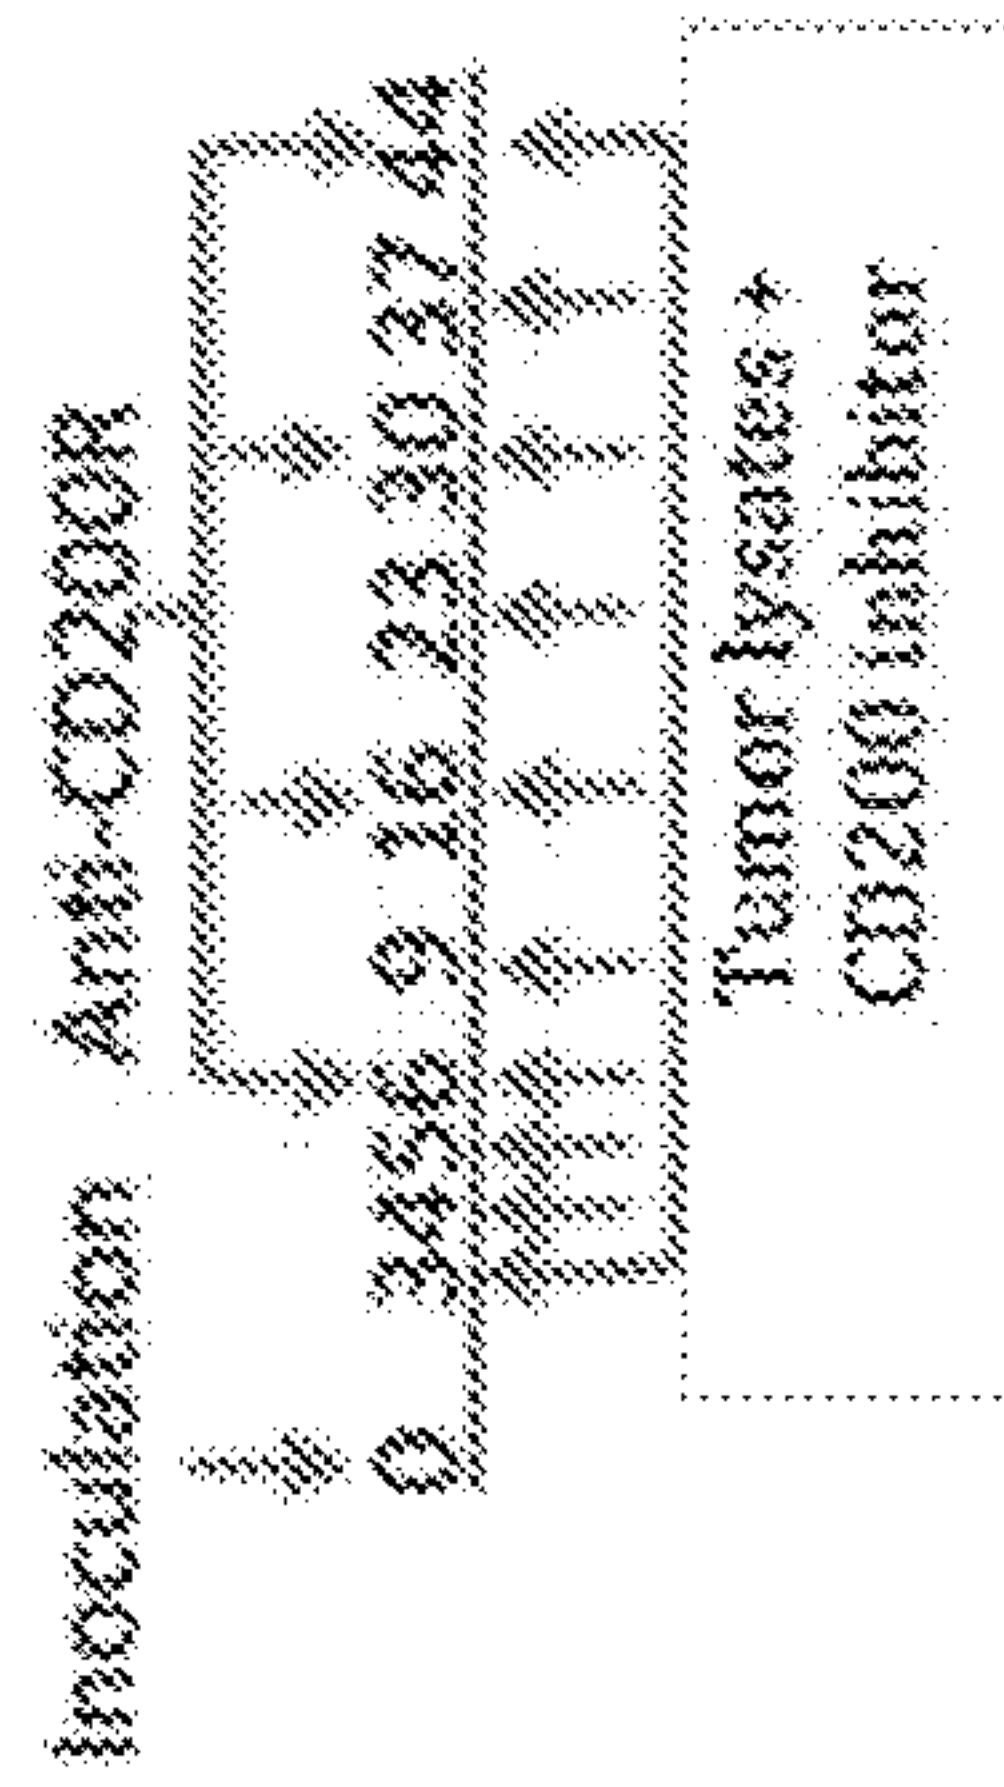 Inoculation
Anti-CD200R
0 3 4 5 6 9 16 23 30 37 44
Tumor lysates +
CD200 inhibitor